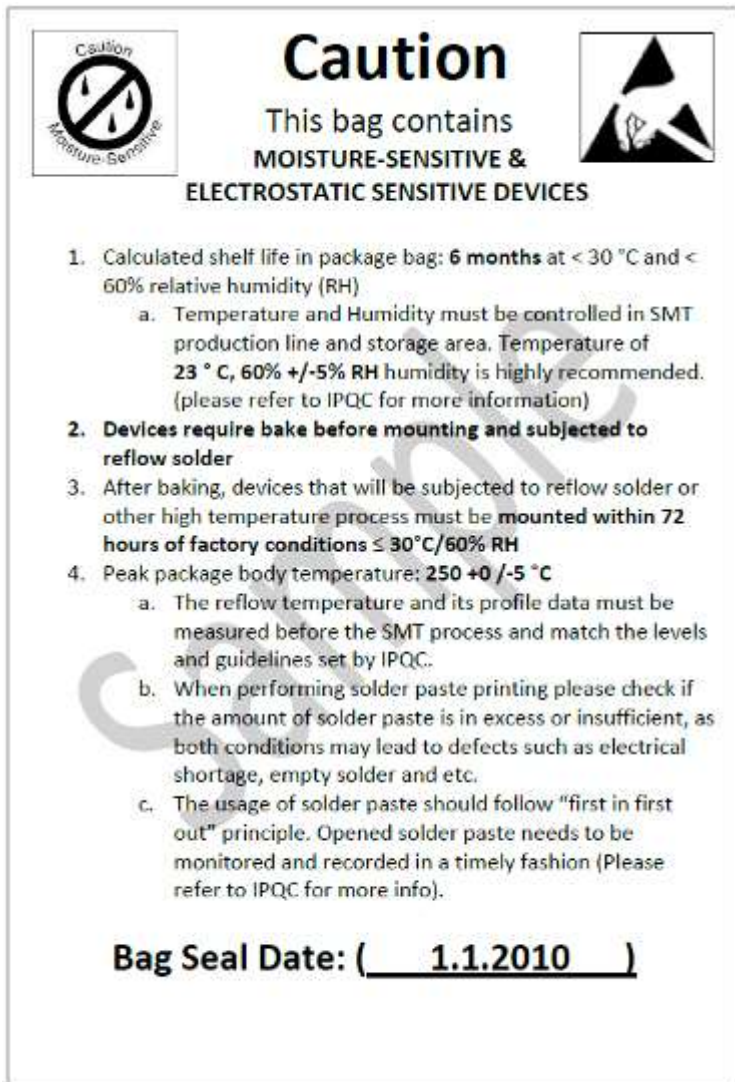 Caution
Moisture-Sensitive
Caution
This bag contains
MOISTURE-SENSITIVE &
ELECTROSTATIC SENSITIVE DEVICES
1. Calculated shelf life in package bag: 6 months at < 30 °C and <
60% relative humidity (RH)
a. Temperature and Humidity must be controlled in SMT
production line and storage area. Temperature of
23 ° C, 60% +/-5% RH humidity is highly recommended.
(please refer to IPQC for more information)
2. Devices require bake before mounting and subjected to
reflow solder
3. After baking, devices that will be subjected to reflow solder or
other high temperature process must be mounted within 72
hours of factory conditions ≤ 30°C/60% RH
4. Peak package body temperature: 250 +0 /-5 °C
a. The reflow temperature and its profile data must be
measured before the SMT process and match the levels
and guidelines set by IPQC.
b. When performing solder paste printing please check if
the amount of solder paste is in excess or insufficient, as
both conditions may lead to defects such as electrical
shortage, empty solder and etc.
c. The usage of solder paste should follow "first in first
out" principle. Opened solder paste needs to be
monitored and recorded in a timely fashion (Please
refer to IPQC for more info).
Sample
Bag Seal Date: ( 1.1.2010 )